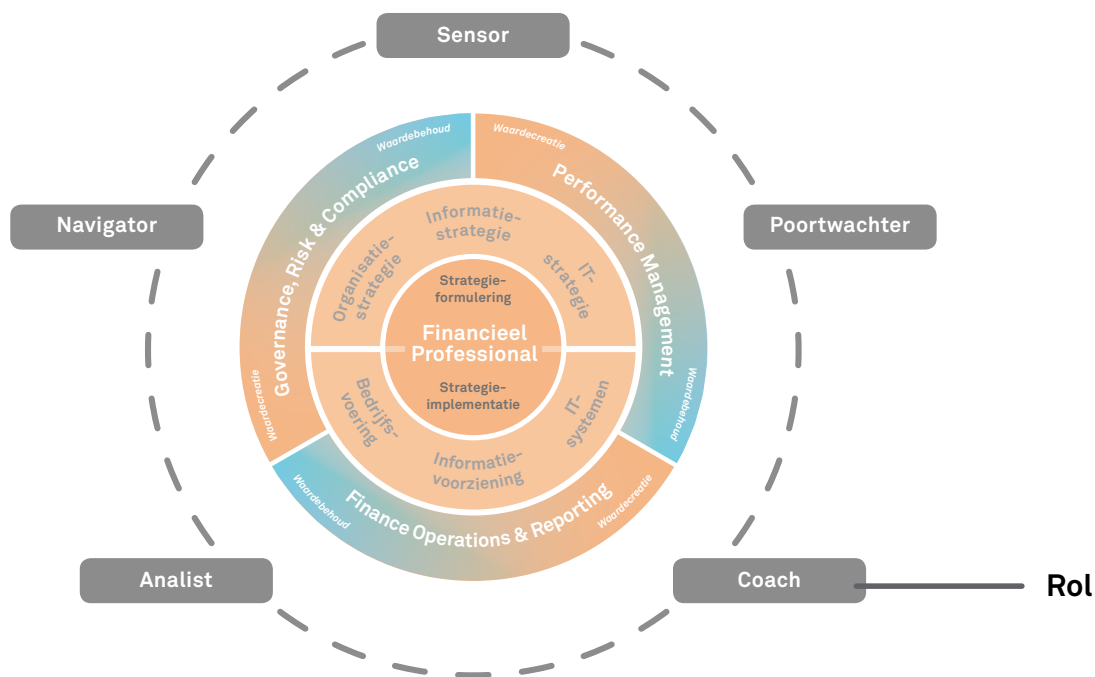 Sensor
Navigator
Poortwachter
Waardebehoud
Waardecreatie
Governance, Risk & Compliance
Performance Management
Waardecreatie
Waardebehoud
Organisatie-
strategie
Informatie-
strategie
IT-
strategie
Strategie-
formulering
Financieel
Professional
Strategie-
implementatie
Bedrijfs-
voering
Informatie-
voorziening
IT-
systemen
Waardebehoud
Finance Operations & Reporting
Waardecreatie
Analist
Coach
Rol